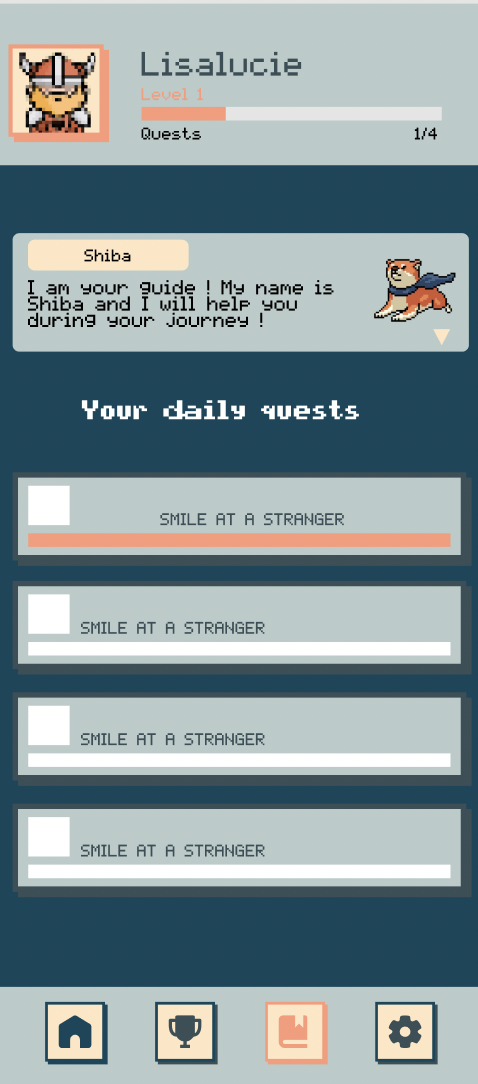 Lisalucie
Level 1
Quests 1/4
Shiba
I am your guide ! My name is
Shiba and I will help you
during your Journey !
Your daily quests
SMILE AT A STRANGER
SMILE AT A STRANGER
SMILE AT A STRANGER
SMILE AT A STRANGER